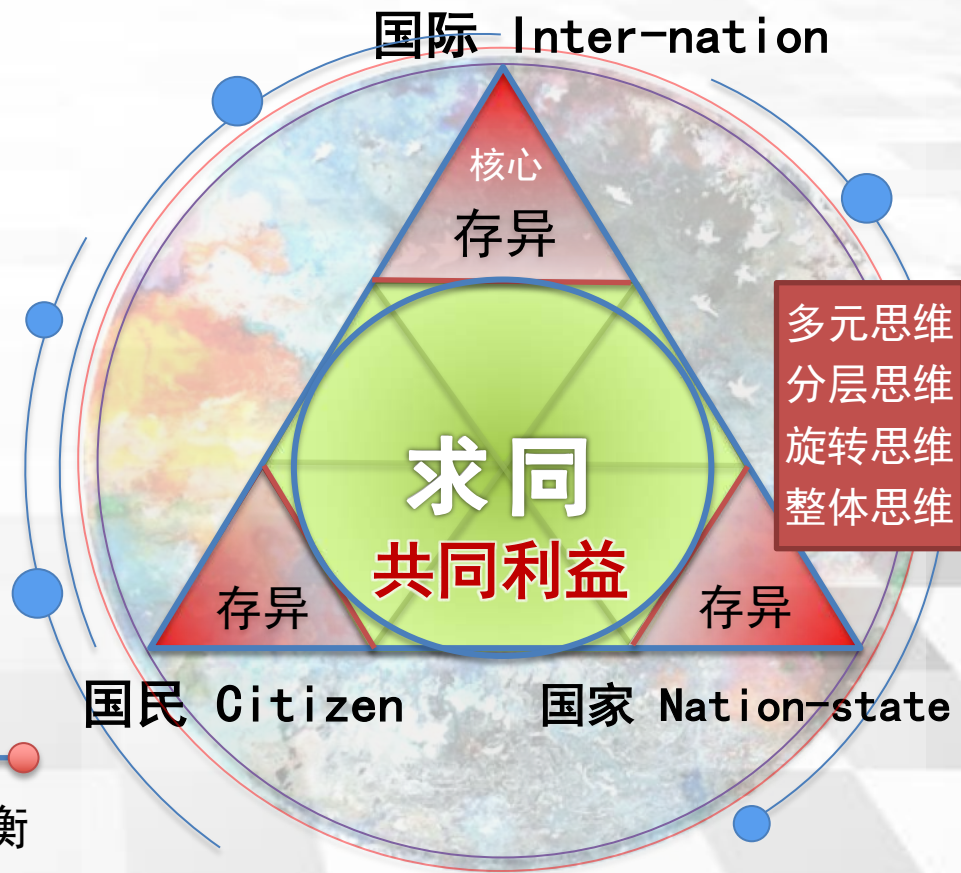 国际 Inter-nation
核心
存异
多元思维
分层思维
旋转思维
整体思维
求同
共同利益
存异
存异
国民 Citizen
国家 Nation-state
衡